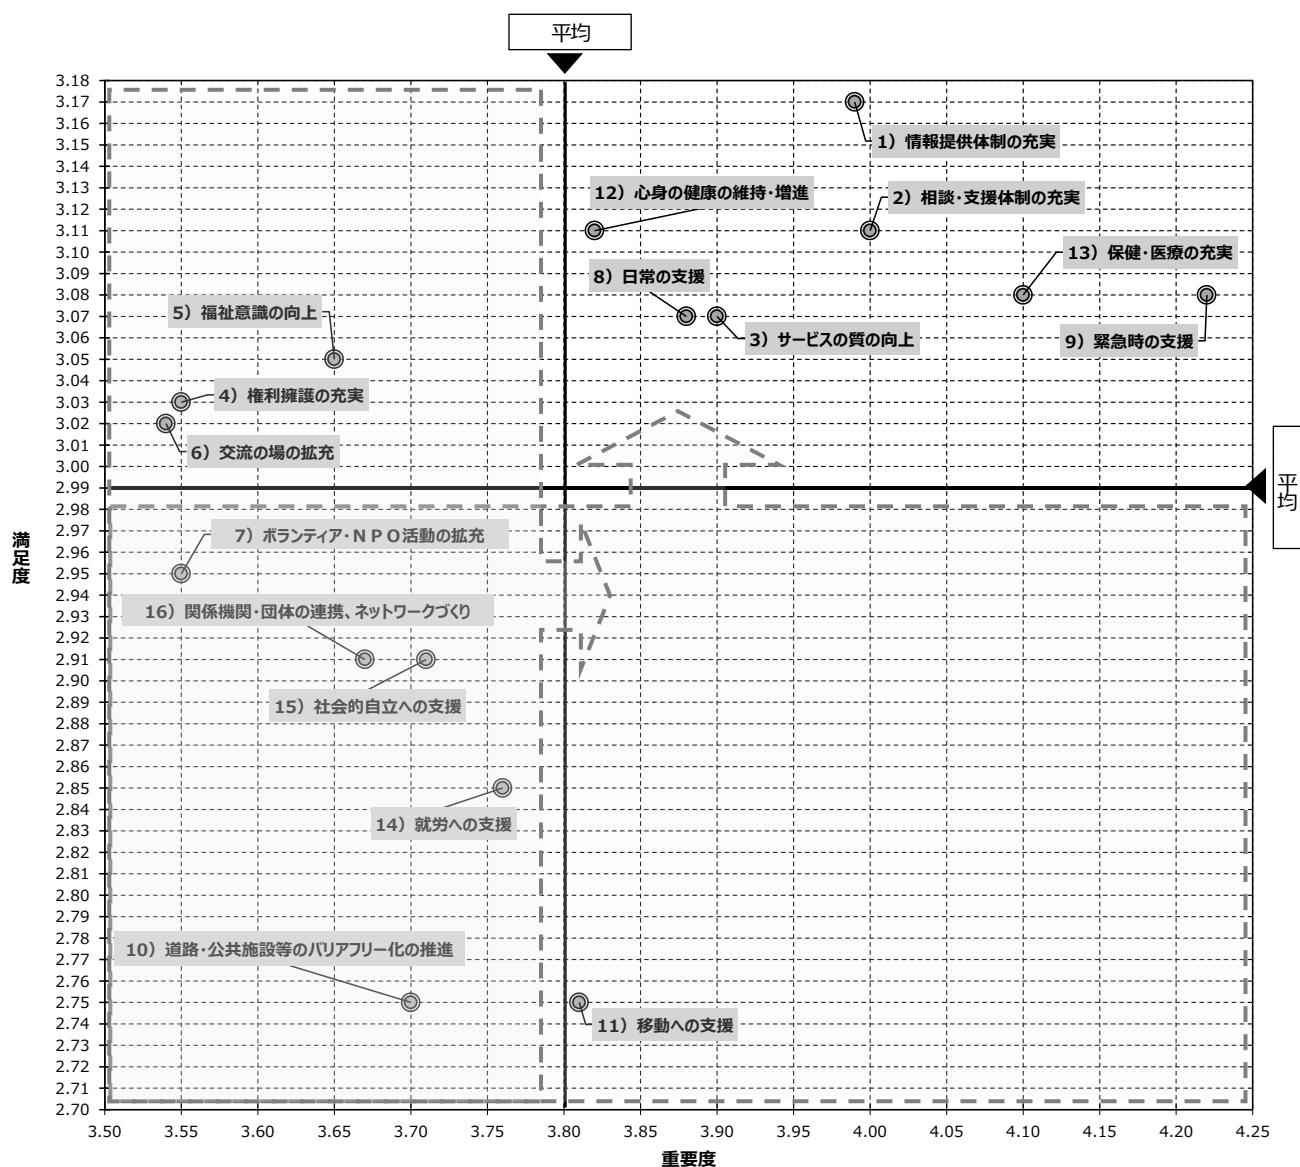 平均
3.18
3.17
3.16
3.15
3.14
3.13
3.12
3.11
3.10
3.09
3.08
3.07
3.06
3.05
3.04
3.03
3.02
3.01
3.00
2.99
2.98
2.97
2.96
2.95
2.94
2.93
2.92
2.91
2.90
2.89
2.88
2.87
2.86
2.85
2.84
2.83
2.82
2.81
2.80
2.79
2.78
2.77
2.76
2.75
2.74
2.73
2.72
2.71
2.70
満足度
1）情報提供体制の充実
12）心身の健康の維持・増進
2）相談・支援体制の充実
13）保健・医療の充実
8）日常の支援
5）福祉意識の向上
3）サービスの質の向上
9）緊急時の支援
4）権利擁護の充実
6）交流の場の拡充
平均
7）ボランティア・ＮＰＯ活動の拡充
16）関係機関・団体の連携、ネットワークづくり
15）社会的自立への支援
14）就労への支援
10）道路・公共施設等のバリアフリー化の推進
11）移動への支援
3.50 3.55 3.60 3.65 3.70 3.75 3.80 3.85 3.90 3.95 4.00 4.05 4.10 4.15 4.20 4.25
重要度